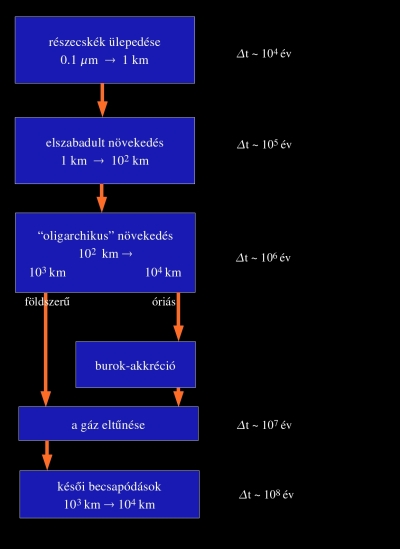 részecskék ülepedése
0.1 μm → 1 km
Δt ~ 10⁴ év
elszabadult növekedés
1 km → 10² km
Δt ~ 10⁵ év
“oligarchikus” növekedés
10² km →
10³ km 10⁴ km
Δt ~ 10⁶ év
földszerű óriás
burok-akkréció
a gáz eltűnése
Δt ~ 10⁷ év
késői becsapódások
10³ km → 10⁴ km
Δt ~ 10⁸ év